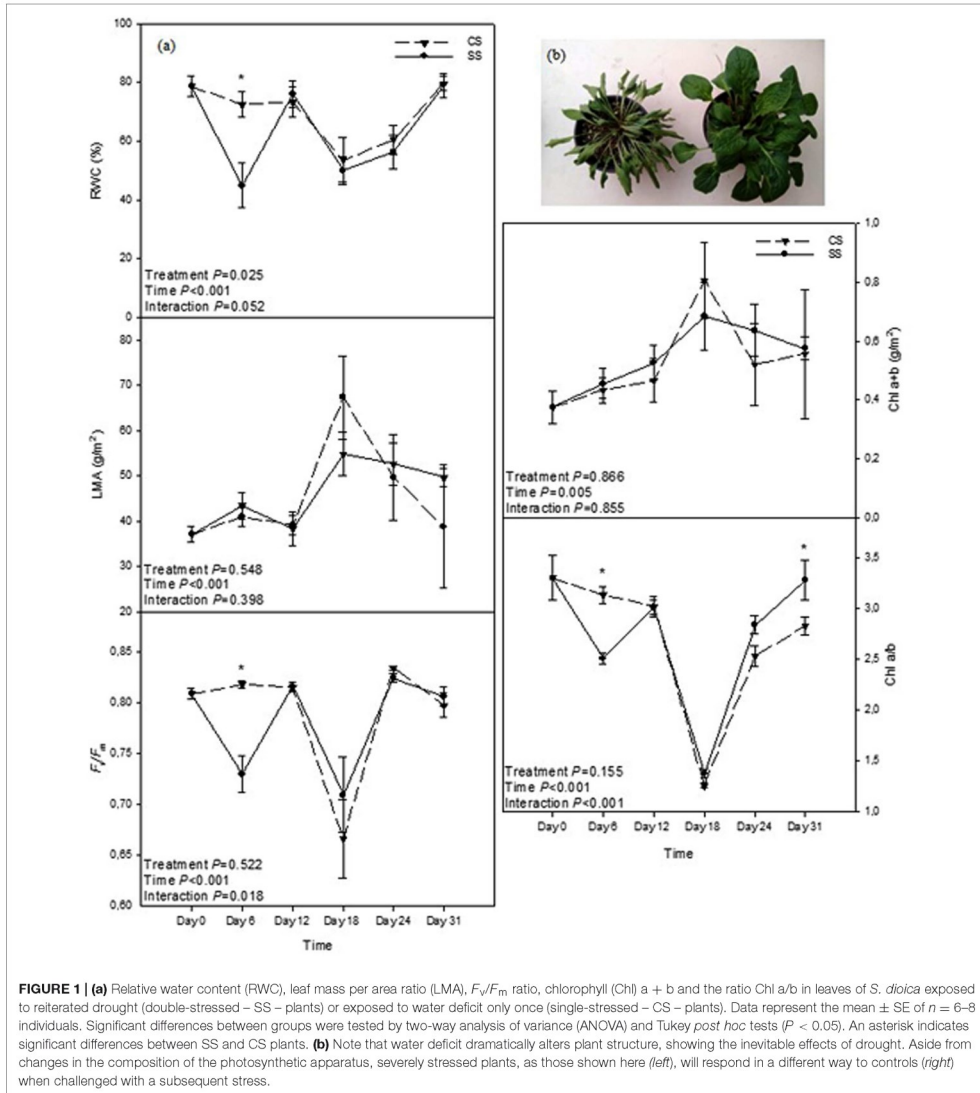 (a)
CS
SS
100
80
60
40
20
0
RWC (%)
*
Treatment P=0.025
Time P<0.001
Interaction P=0.052
80
70
60
50
40
30
20
LMA (g/m²)
Treatment P=0.548
Time P<0.001
Interaction P=0.398
0,85
0,80
0,75
0,70
0,65
0,60
Fv/Fm
*
Treatment P=0.522
Time P<0.001
Interaction P=0.018
Day0 Day6 Day12 Day18 Day24 Day31
Time
(b)
CS
SS
1,0
0,8
0,6
0,4
0,2
0,0
Chl a+b (g/m²)
Treatment P=0.866
Time P=0.005
Interaction P=0.855
* *
3,5
3,0
2,5
2,0
1,5
1,0
Chl a/b
Treatment P=0.155
Time P<0.001
Interaction P<0.001
Day0 Day6 Day12 Day18 Day24 Day31
Time
FIGURE 1 | (a) Relative water content (RWC), leaf mass per area ratio (LMA), Fv/Fm ratio, chlorophyll (Chl) a + b and the ratio Chl a/b in leaves of S. dioica exposed
to reiterated drought (double-stressed – SS – plants) or exposed to water deficit only once (single-stressed – CS – plants). Data represent the mean ± SE of n = 6–8
individuals. Significant differences between groups were tested by two-way analysis of variance (ANOVA) and Tukey post hoc tests (P < 0.05). An asterisk indicates
significant differences between SS and CS plants. (b) Note that water deficit dramatically alters plant structure, showing the inevitable effects of drought. Aside from
changes in the composition of the photosynthetic apparatus, severely stressed plants, as those shown here (left), will respond in a different way to controls (right)
when challenged with a subsequent stress.